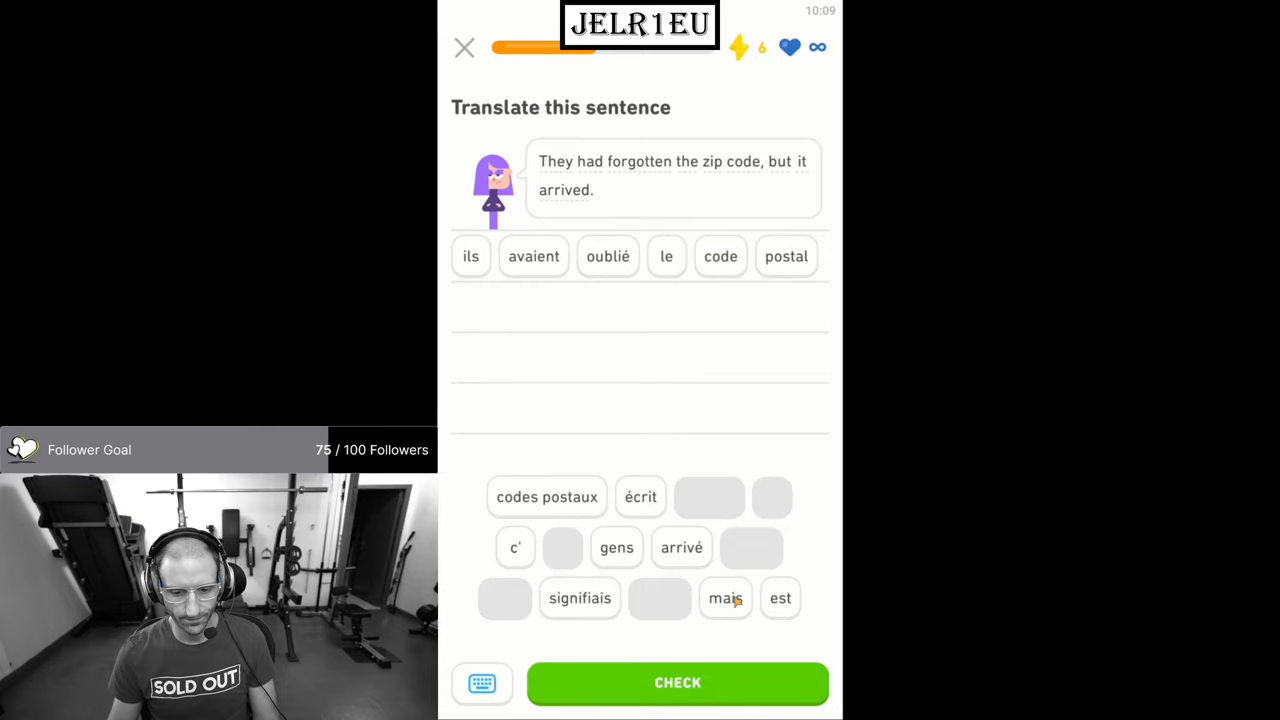 JELR1EU
10:09
6 ∞
Translate this sentence
They had forgotten the zip code, but it
arrived.
ils avaient oublié le code postal
Follower Goal 75 / 100 Followers
codes postaux écrit
c' gens arrivé
signifiais mais est
SOLD OUT
CHECK